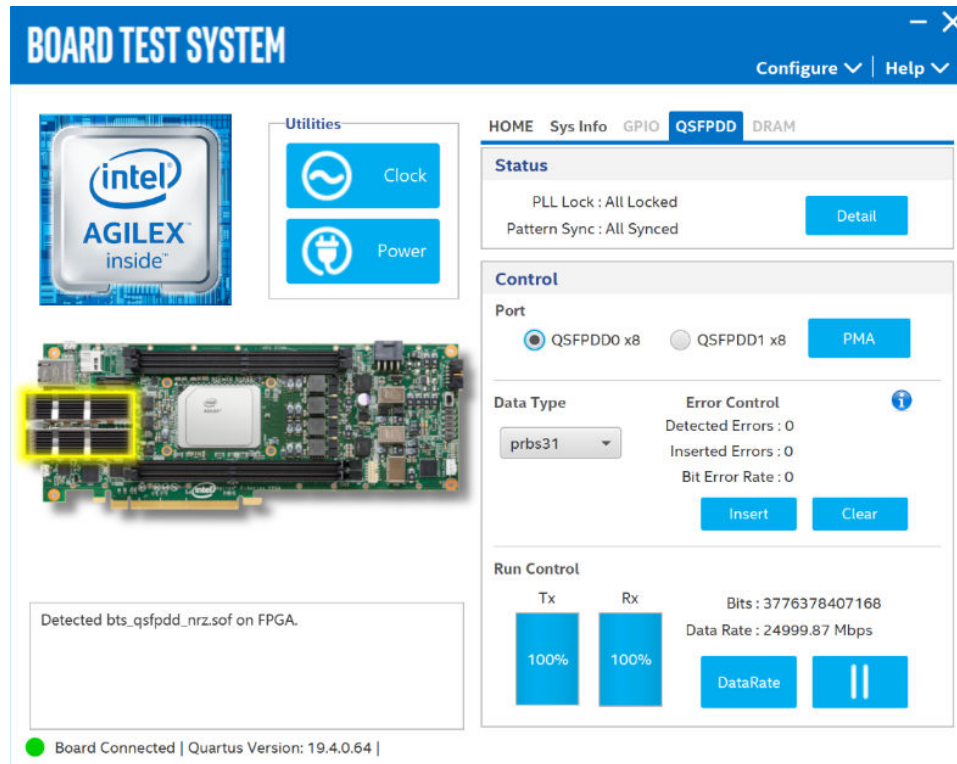 BOARD TEST SYSTEM
Configure
Help
intel
AGILEX™
inside™
Utilities
Clock
Power
HOME Sys Info GPIO QSFPDD DRAM
Status
PLL Lock : All Locked
Pattern Sync : All Synced
Detail
Control
Port
QSFPDD0 x8
QSFPDD1 x8
PMA
Data Type
prbs31
Error Control
Detected Errors : 0
Inserted Errors : 0
Bit Error Rate : 0
Insert
Clear
Run Control
Tx
Rx
100%
100%
Bits : 3776378407168
Data Rate : 24999.87 Mbps
DataRate
Detected bts_qsfpdd_nrz.sof on FPGA.
Board Connected | Quartus Version: 19.4.0.64 |